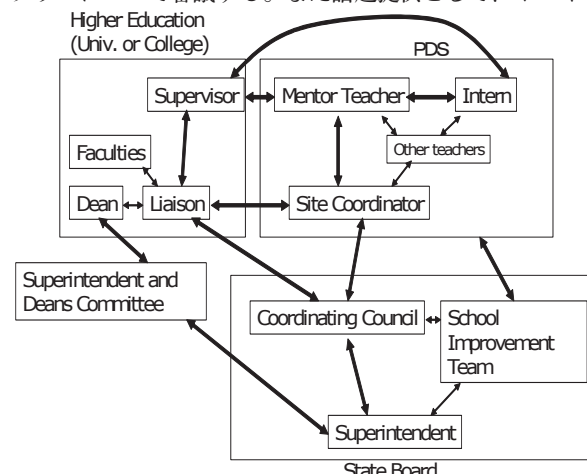 Higher Education
(Univ. or College)
PDS
Supervisor
Mentor Teacher
Intern
Faculties
Other teachers
Dean
Liaison
Site Coordinator
Superintendent and
Deans Committee
Coordinating Council
School
Improvement
Team
Superintendent
State Board